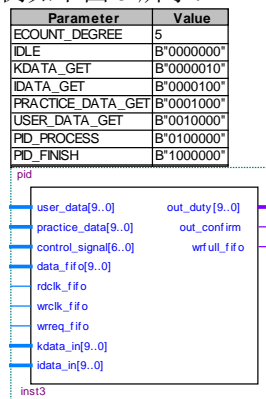 Parameter Value
ECOUNT_DEGREE 5
IDLE B"0000000"
KDATA_GET B"0000010"
IDATA_GET B"0000100"
PRACTICE_DATA_GET B"0001000"
USER_DATA_GET B"0010000"
PID_PROCESS B"0100000"
PID_FINISH B"1000000"
pid
user_data[9..0] out_duty[9..0]
practice_data[9..0] out_confirm
control_signal[6..0] wrfull_fifo
data_fifo[9..0]
rdclk_fifo
wrclk_fifo
wrreq_fifo
kdata_in[9..0]
idata_in[9..0]
inst3